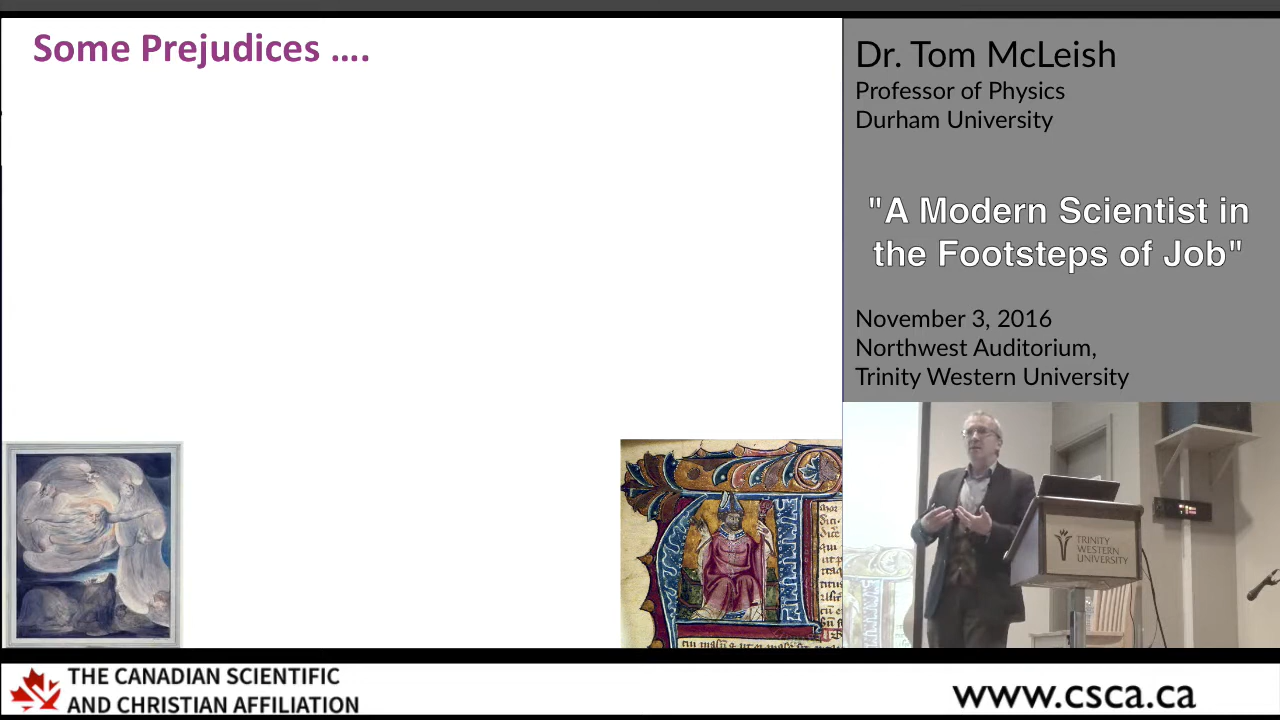 Some Prejudices ....
Dr. Tom McLeish
Professor of Physics
Durham University
"A Modern Scientist in
the Footsteps of Job"
November 3, 2016
Northwest Auditorium,
Trinity Western University
TRINITY
WESTERN
UNIVERSITY
THE CANADIAN SCIENTIFIC
AND CHRISTIAN AFFILIATION
www.csca.ca